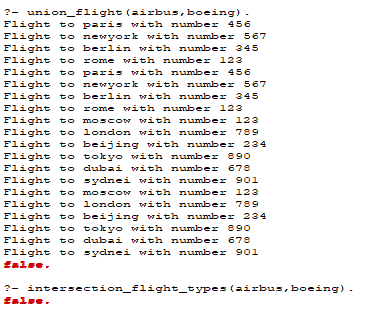 ?- union_flight(airbus,boeing).
Flight to paris with number 456
Flight to newyork with number 567
Flight to berlin with number 345
Flight to rome with number 123
Flight to paris with number 456
Flight to newyork with number 567
Flight to berlin with number 345
Flight to rome with number 123
Flight to moscow with number 123
Flight to london with number 789
Flight to beijing with number 234
Flight to tokyo with number 890
Flight to dubai with number 678
Flight to sydnei with number 901
Flight to moscow with number 123
Flight to london with number 789
Flight to beijing with number 234
Flight to tokyo with number 890
Flight to dubai with number 678
Flight to sydnei with number 901
false.
?- intersection_flight_types(airbus,boeing).
false.